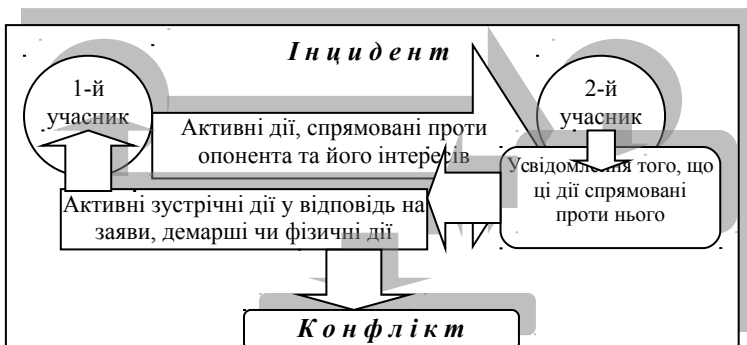 Інцидент
1-й
учасник
2-й
учасник
Активні дії, спрямовані проти
опонента та його інтересів
Усвідомлення того, що
ці дії спрямовані
проти нього
Активні зустрічні дії у відповідь на
заяви, демарші чи фізичні дії
Конфлікт